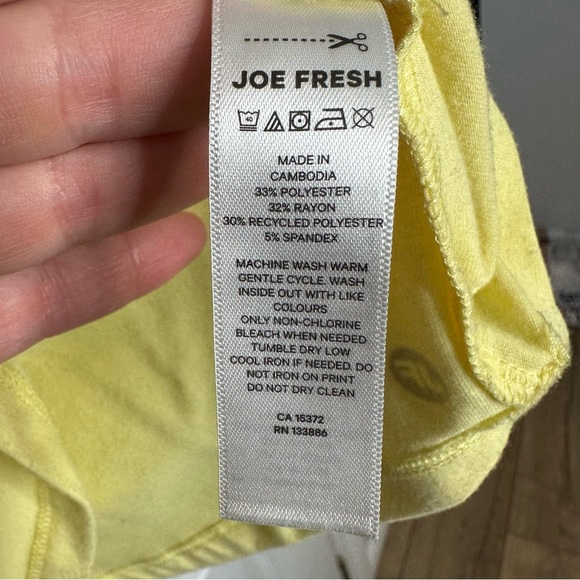 JOE FRESH
40
MADE IN
CAMBODIA
33% POLYESTER
32% RAYON
30% RECYCLED POLYESTER
5% SPANDEX
MACHINE WASH WARM
GENTLE CYCLE. WASH
INSIDE OUT WITH LIKE
COLOURS
ONLY NON-CHLORINE
BLEACH WHEN NEEDED
TUMBLE DRY LOW
COOL IRON IF NEEDED. DO
NOT IRON ON PRINT
DO NOT DRY CLEAN
CA 15372
RN 133886